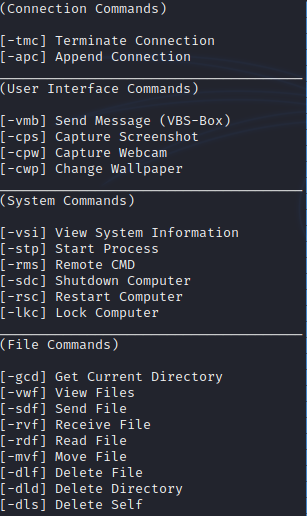 (Connection Commands)
[-tmc] Terminate Connection
[-apc] Append Connection
(User Interface Commands)
[-vmb] Send Message (VBS-Box)
[-cps] Capture Screenshot
[-cpw] Capture Webcam
[-cwp] Change Wallpaper
(System Commands)
[-vsi] View System Information
[-stp] Start Process
[-rms] Remote CMD
[-sdc] Shutdown Computer
[-rsc] Restart Computer
[-lkc] Lock Computer
(File Commands)
[-gcd] Get Current Directory
[-vwf] View Files
[-sdf] Send File
[-rvf] Receive File
[-rdf] Read File
[-mvf] Move File
[-dlf] Delete File
[-dld] Delete Directory
[-dls] Delete Self